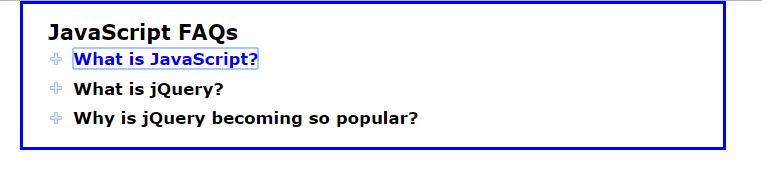 JavaScript FAQs
What is JavaScript?
What is jQuery?
Why is jQuery becoming so popular?